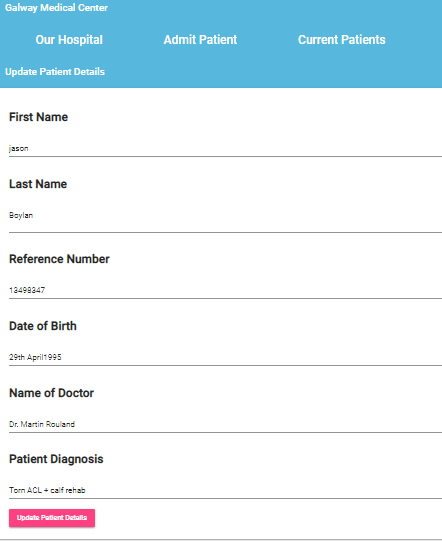 Galway Medical Center
Our Hospital Admit Patient Current Patients
Update Patient Details
First Name
jason
Last Name
Boylan
Reference Number
13498347
Date of Birth
29th April1995
Name of Doctor
Dr. Martin Rouland
Patient Diagnosis
Torn ACL + calf rehab
Update Patient Details